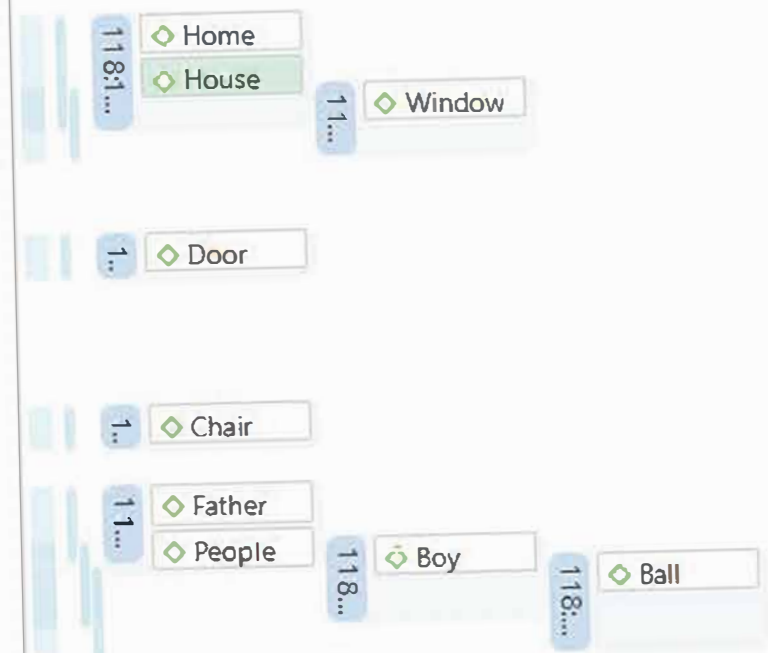 118:1...
Home
House
11...
Window
1..
Door
1..
Chair
11...
Father
People
118...
Boy
118:...
Ball